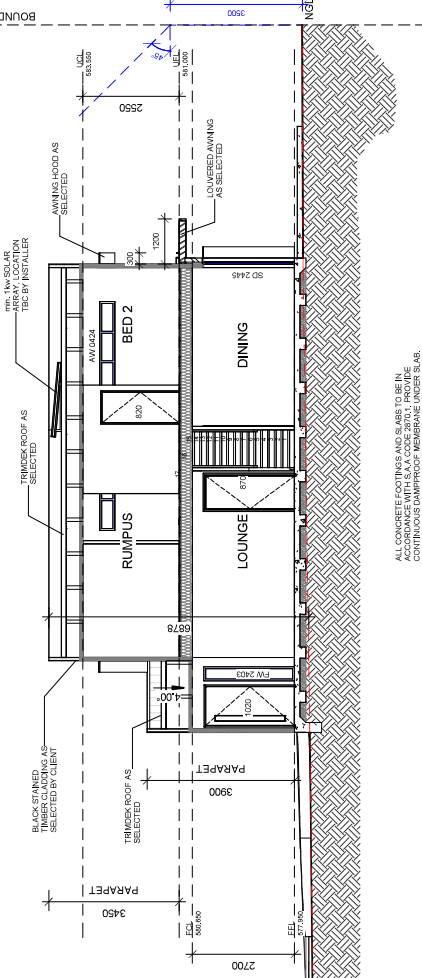 BOUND
NGL
3500
45°
UCL
583,550
UFL
581,000
2550
AWNING HOOD AS
SELECTED
LOUVERED AWNING
AS SELECTED
1200
300
min. 1kw SOLAR
ARRAY, LOCATION
TBC BY INSTALLER
TRIMDEK ROOF AS
SELECTED
AW 0424
BED 2
820
RUMPUS
SD 2445
DINING
17
870
LOUNGE
6878
4.00°
FW 2403
1020
BLACK STAINED
TIMBER CLADDING AS
SELECTED BY CLIENT
TRIMDEK ROOF AS
SELECTED
PARAPET
3900
PARAPET
3450
FCL
580,650
FFL
577,950
2700
ALL CONCRETE FOOTINGS AND SLABS TO BE IN
ACCORDANCE WITH S.A.A CODE 2870.1. PROVIDE
CONTINUOUS DAMPPROOF MEMBRANE UNDER SLAB.